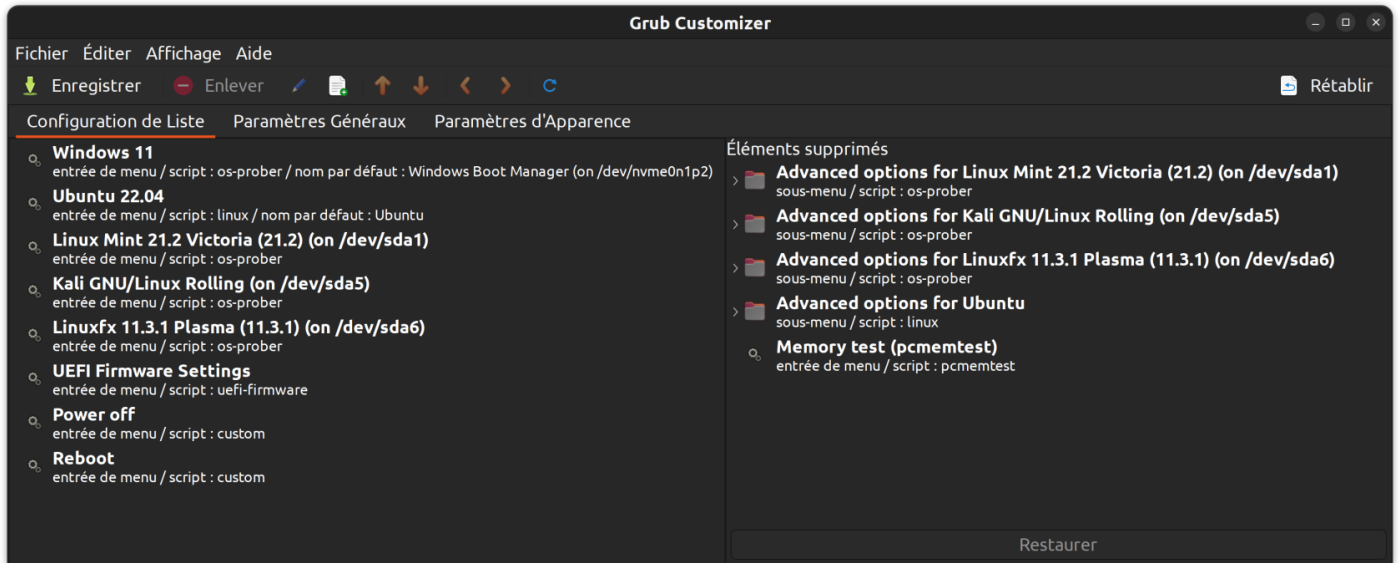 Grub Customizer
Fichier Éditer Affichage Aide
Enregistrer Enlever Rétablir
Configuration de Liste Paramètres Généraux Paramètres d'Apparence
Windows 11
entrée de menu / script : os-prober / nom par défaut : Windows Boot Manager (on /dev/nvme0n1p2)
Ubuntu 22.04
entrée de menu / script : linux / nom par défaut : Ubuntu
Linux Mint 21.2 Victoria (21.2) (on /dev/sda1)
entrée de menu / script : os-prober
Kali GNU/Linux Rolling (on /dev/sda5)
entrée de menu / script : os-prober
Linuxfx 11.3.1 Plasma (11.3.1) (on /dev/sda6)
entrée de menu / script : os-prober
UEFI Firmware Settings
entrée de menu / script : uefi-firmware
Power off
entrée de menu / script : custom
Reboot
entrée de menu / script : custom
Éléments supprimés
Advanced options for Linux Mint 21.2 Victoria (21.2) (on /dev/sda1)
sous-menu / script : os-prober
Advanced options for Kali GNU/Linux Rolling (on /dev/sda5)
sous-menu / script : os-prober
Advanced options for Linuxfx 11.3.1 Plasma (11.3.1) (on /dev/sda6)
sous-menu / script : os-prober
Advanced options for Ubuntu
sous-menu / script : linux
Memory test (pcmemtest)
entrée de menu / script : pcmemtest
Restaurer